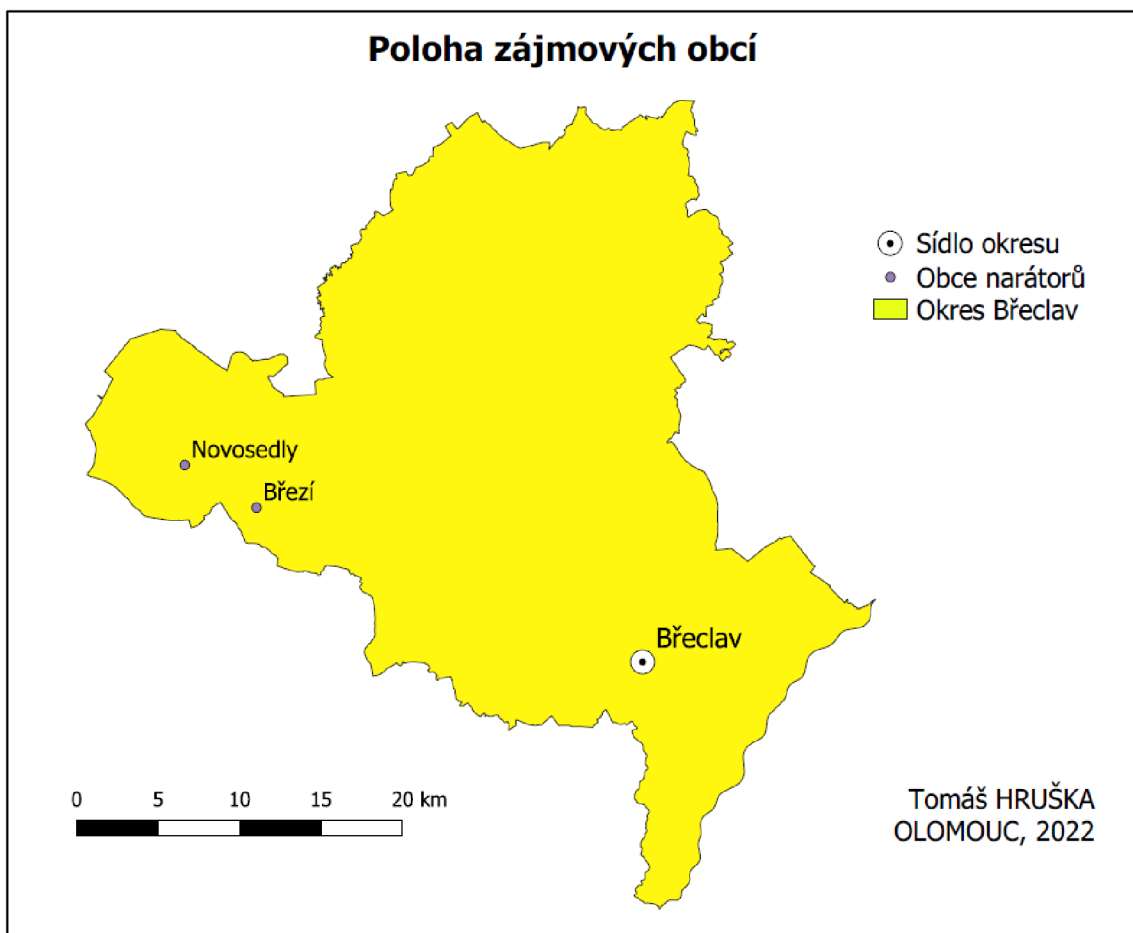 Poloha zájmových obcí
Sídlo okresu
Obce narátorů
Okres Břeclav
Novosedly
Březí
Břeclav
0 5 10 15 20 km
Tomáš HRUŠKA
OLOMOUC, 2022